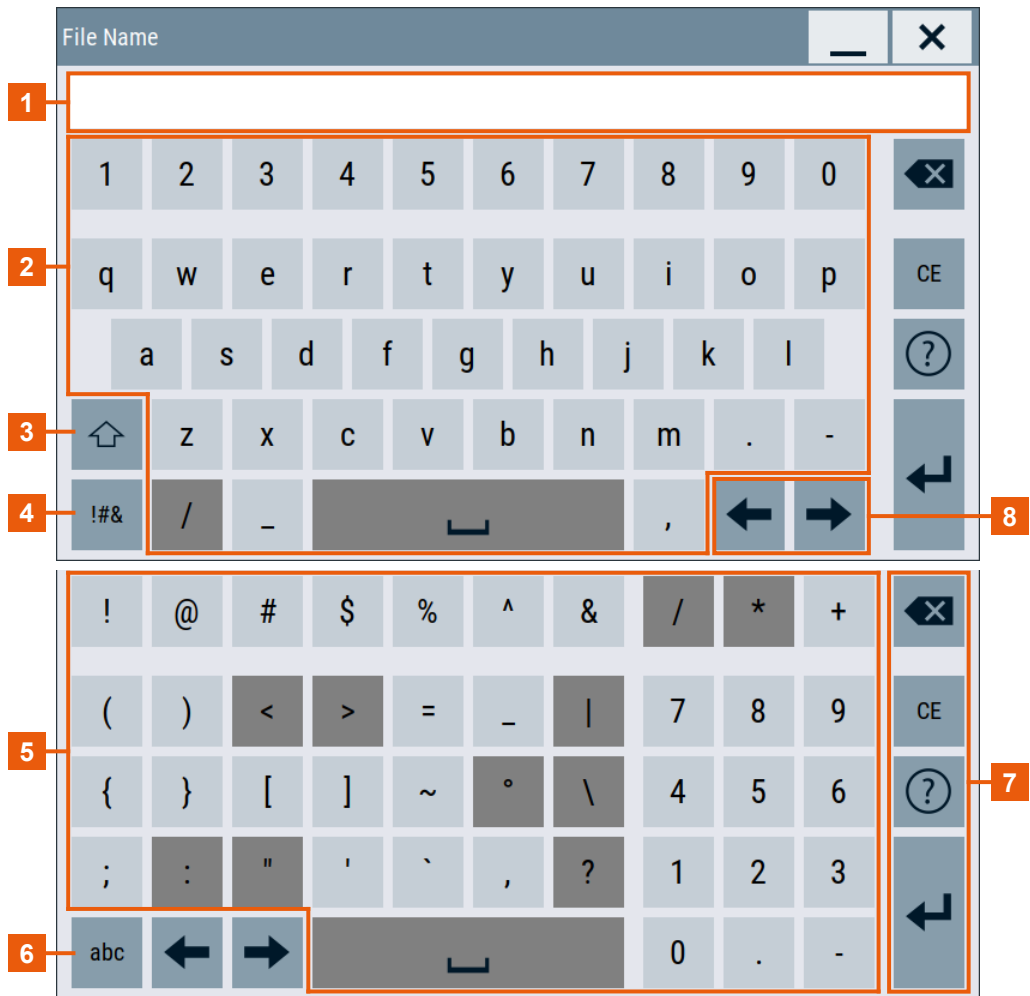 File Name
1
1 2 3 4 5 6 7 8 9 0
2
q w e r t y u i o p CE
a s d f g h j k l ?
3
z x c v b n m . -
4
!#& / _ ,
8
! @ # $ % ^ & / * +
( ) < > = _ | 7 8 9 CE
5
{ } [ ] ~ ° \ 4 5 6 ?
7
; : " ' ` , ? 1 2 3
6
abc 0 . -